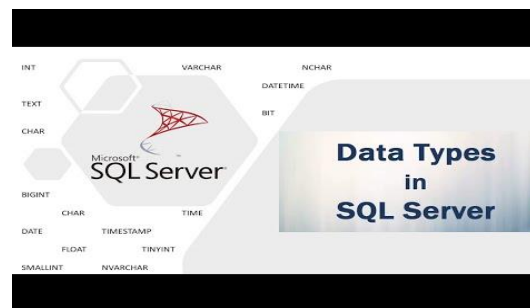 INT VARCHAR NCHAR
DATETIME
TEXT
BIT
CHAR
Microsoft®
SQL Server®
Data Types
in
SQL Server
BIGINT
CHAR TIME
DATE TIMESTAMP
FLOAT TINYINT
SMALLINT NVARCHAR